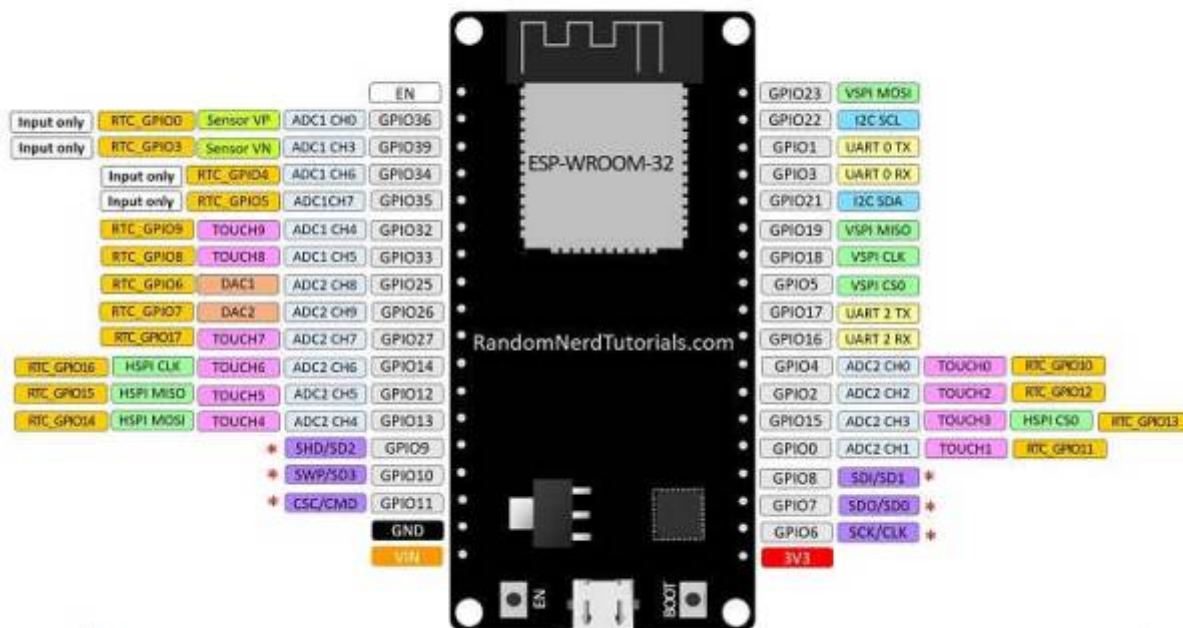 EN GPIO23 VSPI MOSI
Input only RTC_GPIO0 Sensor VP ADC1 CH0 GPIO36 GPIO22 I2C SCL
Input only RTC_GPIO3 Sensor VN ADC1 CH3 GPIO39 GPIO1 UART 0 TX
Input only RTC_GPIO4 ADC1 CH6 GPIO34 ESP-WROOM-32 GPIO3 UART 0 RX
Input only RTC_GPIO5 ADC1CH7 GPIO35 GPIO21 I2C SDA
RTC_GPIO9 TOUCH9 ADC1 CH4 GPIO32 GPIO19 VSPI MISO
RTC_GPIO8 TOUCH8 ADC1 CH5 GPIO33 GPIO18 VSPI CLK
RTC_GPIO6 DAC1 ADC2 CH8 GPIO25 GPIO5 VSPI CS0
RTC_GPIO7 DAC2 ADC2 CH9 GPIO26 GPIO17 UART 2 TX
RTC_GPIO17 TOUCH7 ADC2 CH7 GPIO27 RandomNerdTutorials.com GPIO16 UART 2 RX
RTC_GPIO16 HSPI CLK TOUCH6 ADC2 CH6 GPIO14 GPIO4 ADC2 CH0 TOUCH0 RTC_GPIO10
RTC_GPIO15 HSPI MISO TOUCH5 ADC2 CH5 GPIO12 GPIO2 ADC2 CH2 TOUCH2 RTC_GPIO12
RTC_GPIO14 HSPI MOSI TOUCH4 ADC2 CH4 GPIO13 GPIO15 ADC2 CH3 TOUCH3 HSPI CS0 RTC_GPIO13
* SHD/SD2 GPIO9 GPIO0 ADC2 CH1 TOUCH1 RTC_GPIO11
* SWP/SD3 GPIO10 GPIO8 SDI/SD1 *
* CSC/CMD GPIO11 GPIO7 SDO/SD0 *
GND GPIO6 SCK/CLK *
VIN 3V3
EN BOOT